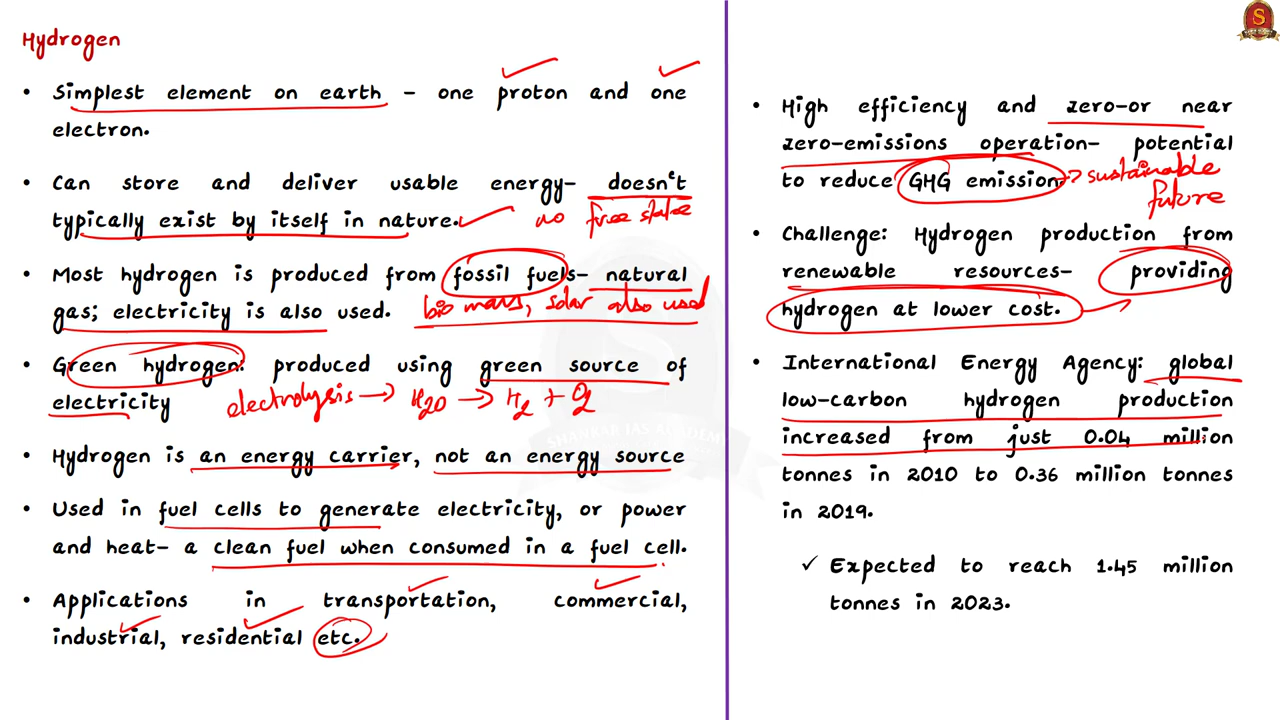 Hydrogen
• Simplest element on earth - one proton and one
electron.
• Can store and deliver usable energy- doesn't
typically exist by itself in nature. no free state
• Most hydrogen is produced from fossil fuels- natural
gas; electricity is also used. bio mass, solar also used
• Green hydrogen: produced using green source of
electricity electrolysis → H2O → H2 + O2
• Hydrogen is an energy carrier, not an energy source
• Used in fuel cells to generate electricity, or power
and heat- a clean fuel when consumed in a fuel cell.
• Applications in transportation, commercial,
industrial, residential etc.
• High efficiency and zero-or near
zero-emissions operation- potential
to reduce GHG emission → sustainable
future
• Challenge: Hydrogen production from
renewable resources- providing
hydrogen at lower cost.
• International Energy Agency: global
low-carbon hydrogen production
increased from just 0.04 million
tonnes in 2010 to 0.36 million tonnes
in 2019.
✓ Expected to reach 1.45 million
tonnes in 2023.
SHANKAR IAS ACADEMY
S